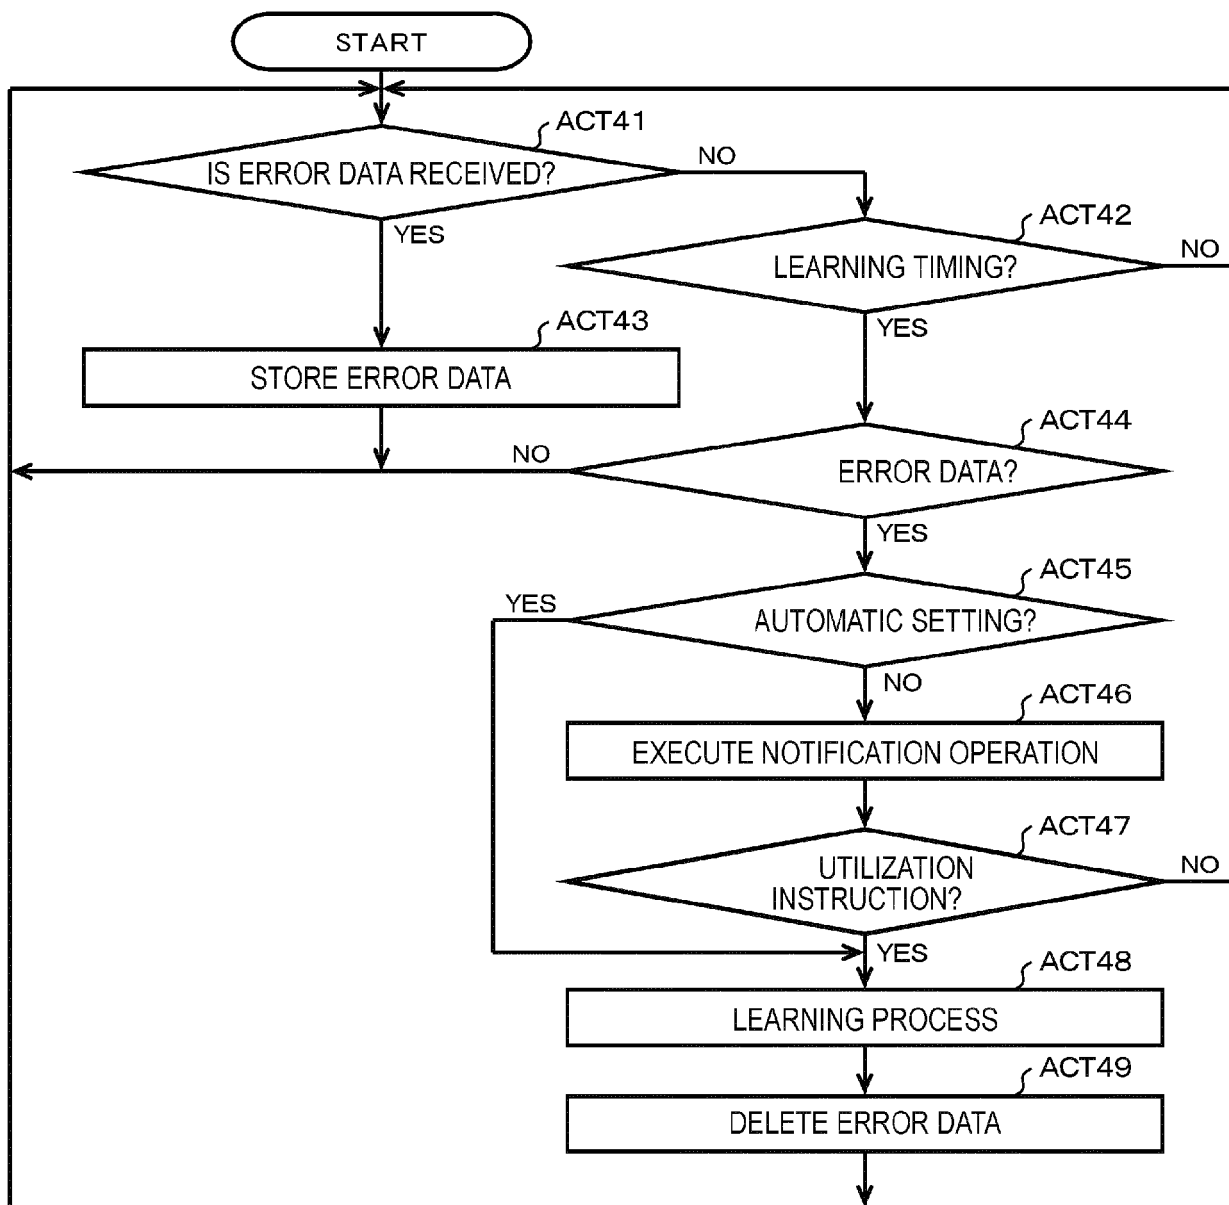 START
ACT41
IS ERROR DATA RECEIVED?
NO
ACT42
YES
LEARNING TIMING?
NO
ACT43
YES
STORE ERROR DATA
ACT44
NO
ERROR DATA?
YES
ACT45
YES
AUTOMATIC SETTING?
NO
ACT46
EXECUTE NOTIFICATION OPERATION
ACT47
UTILIZATION
INSTRUCTION?
NO
YES
ACT48
LEARNING PROCESS
ACT49
DELETE ERROR DATA